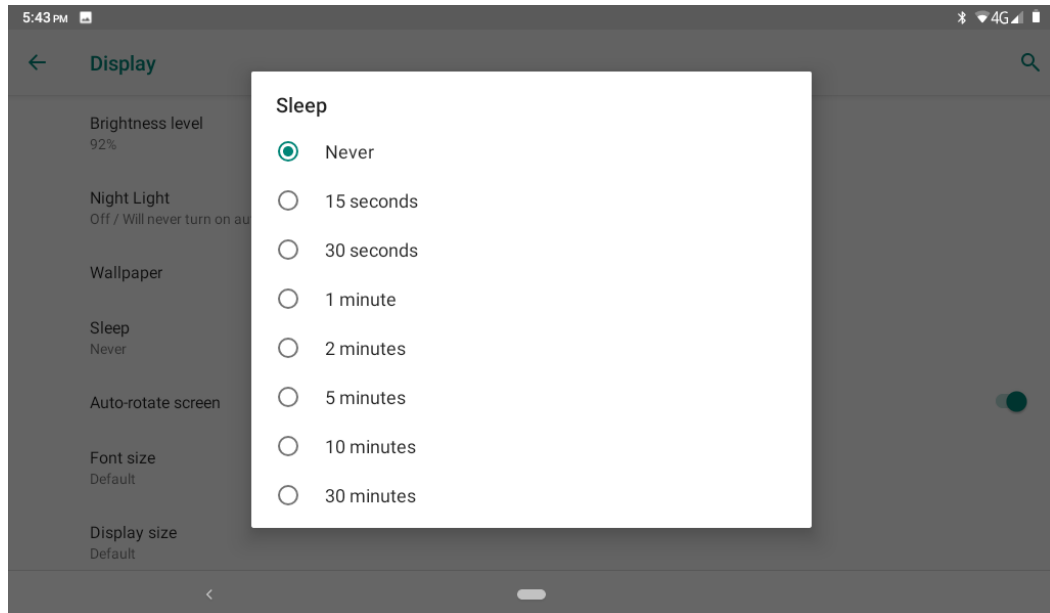 5:43 PM
4G
Display
Brightness level
92%
Night Light
Off / Will never turn on au
Wallpaper
Sleep
Never
Auto-rotate screen
Font size
Default
Display size
Default
Sleep
Never
15 seconds
30 seconds
1 minute
2 minutes
5 minutes
10 minutes
30 minutes